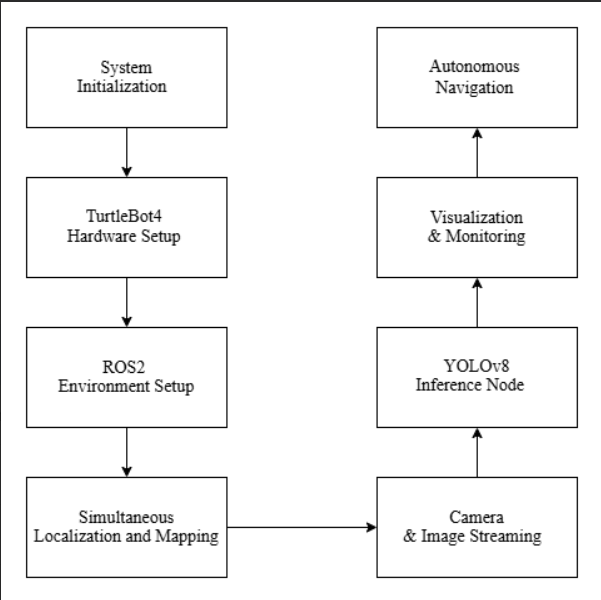 System
Initialization
TurtleBot4
Hardware Setup
ROS2
Environment Setup
Simultaneous
Localization and Mapping
Camera
& Image Streaming
YOLOv8
Inference Node
Visualization
& Monitoring
Autonomous
Navigation